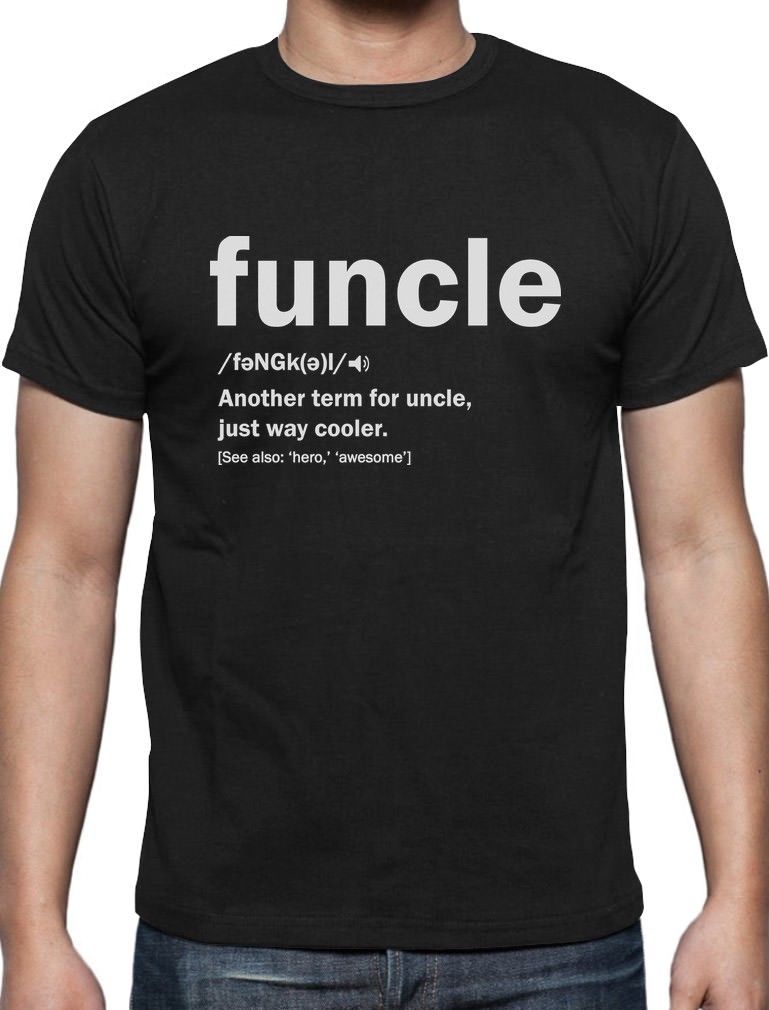 funcle
/fəNGk(ə)l/
Another term for uncle,
just way cooler.
[See also: ‘hero,’ ‘awesome’]